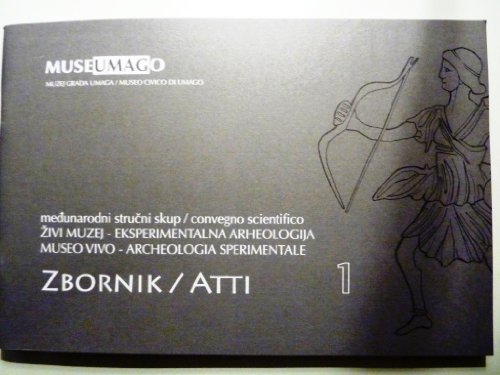 MUSEUMAGO
MUZEJ GRADA UMAGA / MUSEO CIVICO DI UMAGO
međunarodni stručni skup / convegno scientifico
ŽIVI MUZEJ - EKSPERIMENTALNA ARHEOLOGIJA
MUSEO VIVO - ARCHEOLOGIA SPERIMENTALE
ZBORNIK / ATTI 1